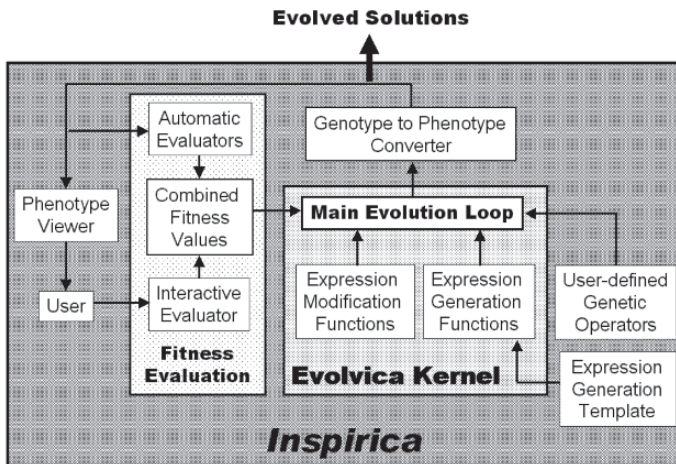 Evolved Solutions
Automatic
Evaluators
Genotype to Phenotype
Converter
Phenotype
Viewer
Combined
Fitness
Values
Main Evolution Loop
User
Interactive
Evaluator
Expression
Modification
Functions
Expression
Generation
Functions
User-defined
Genetic
Operators
Fitness
Evaluation
Evolvica Kernel
Expression
Generation
Template
Inspirica